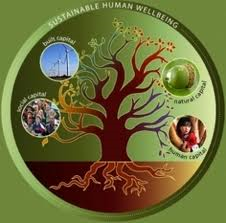 SUSTAINABLE HUMAN WELLBEING
built capital
natural capital
social capital
human capital